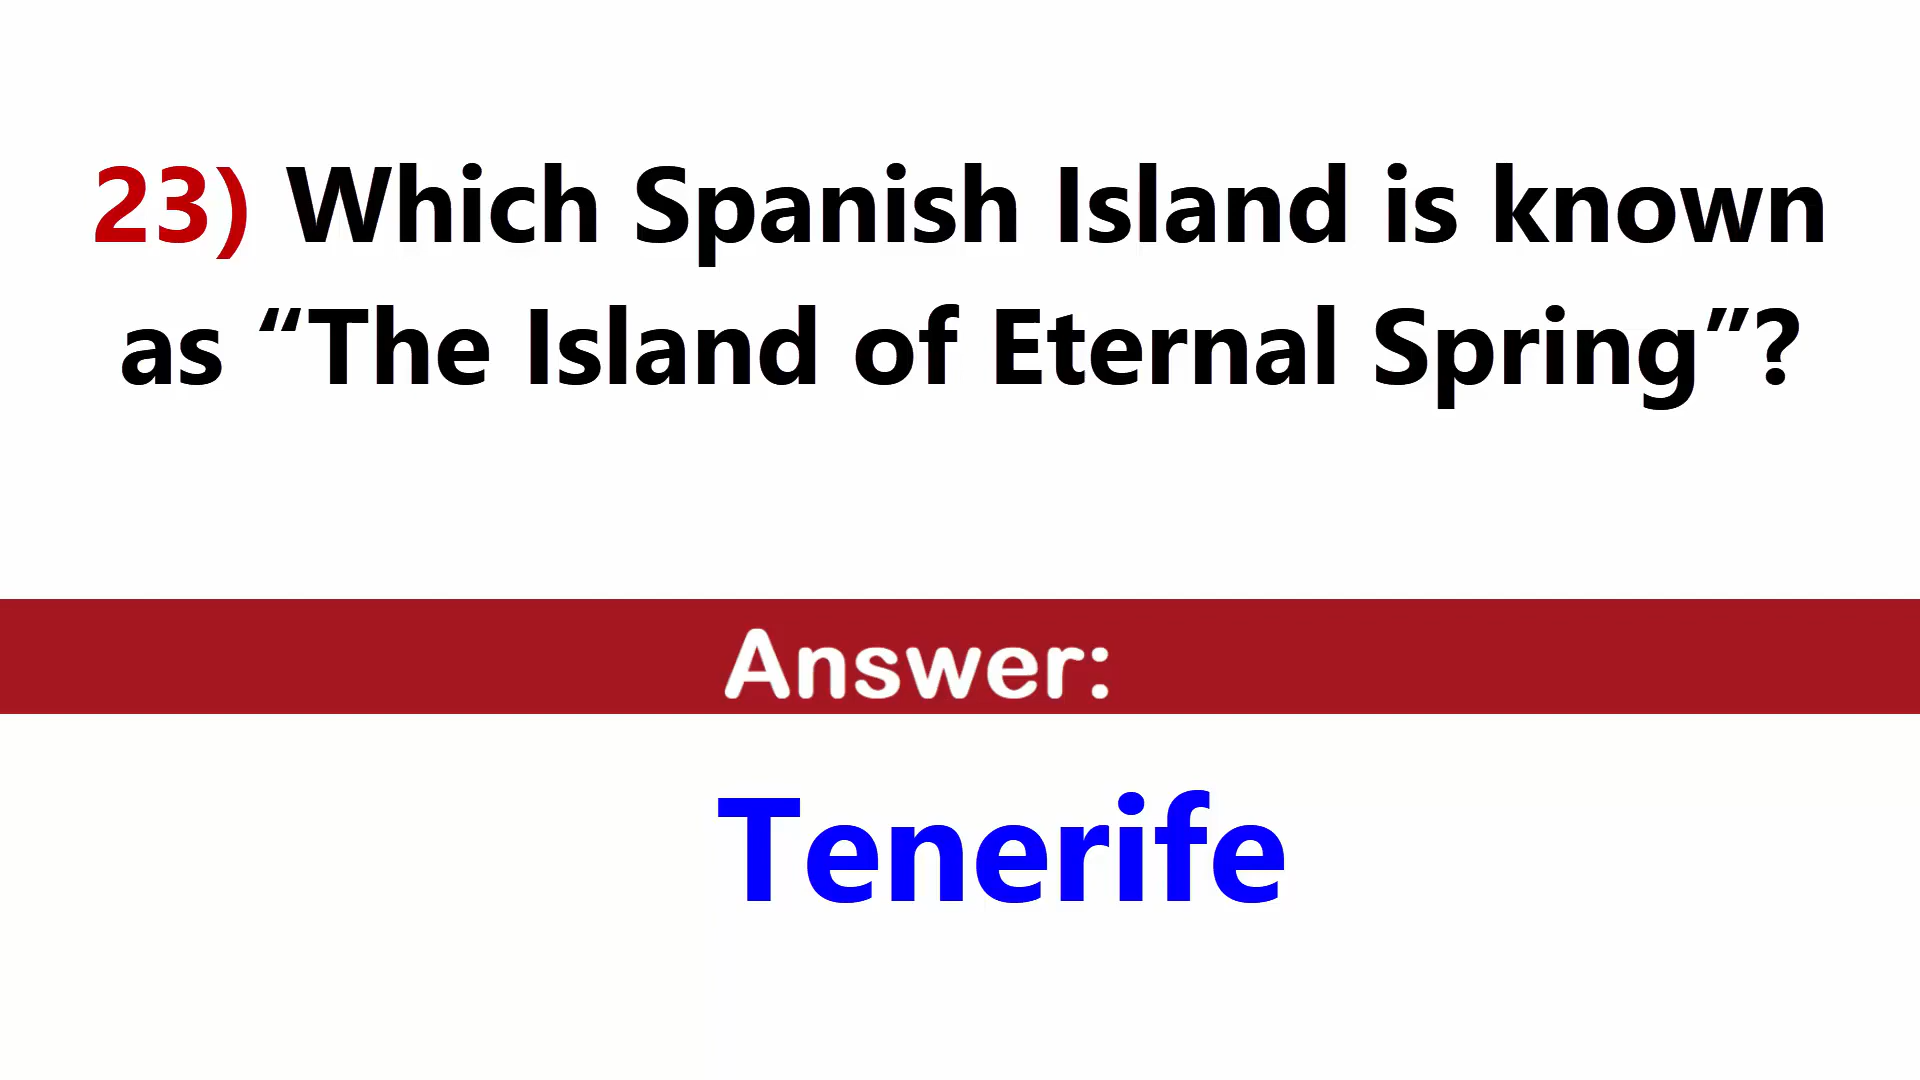 23) Which Spanish Island is known
as “The Island of Eternal Spring”?
Answer:
Tenerife